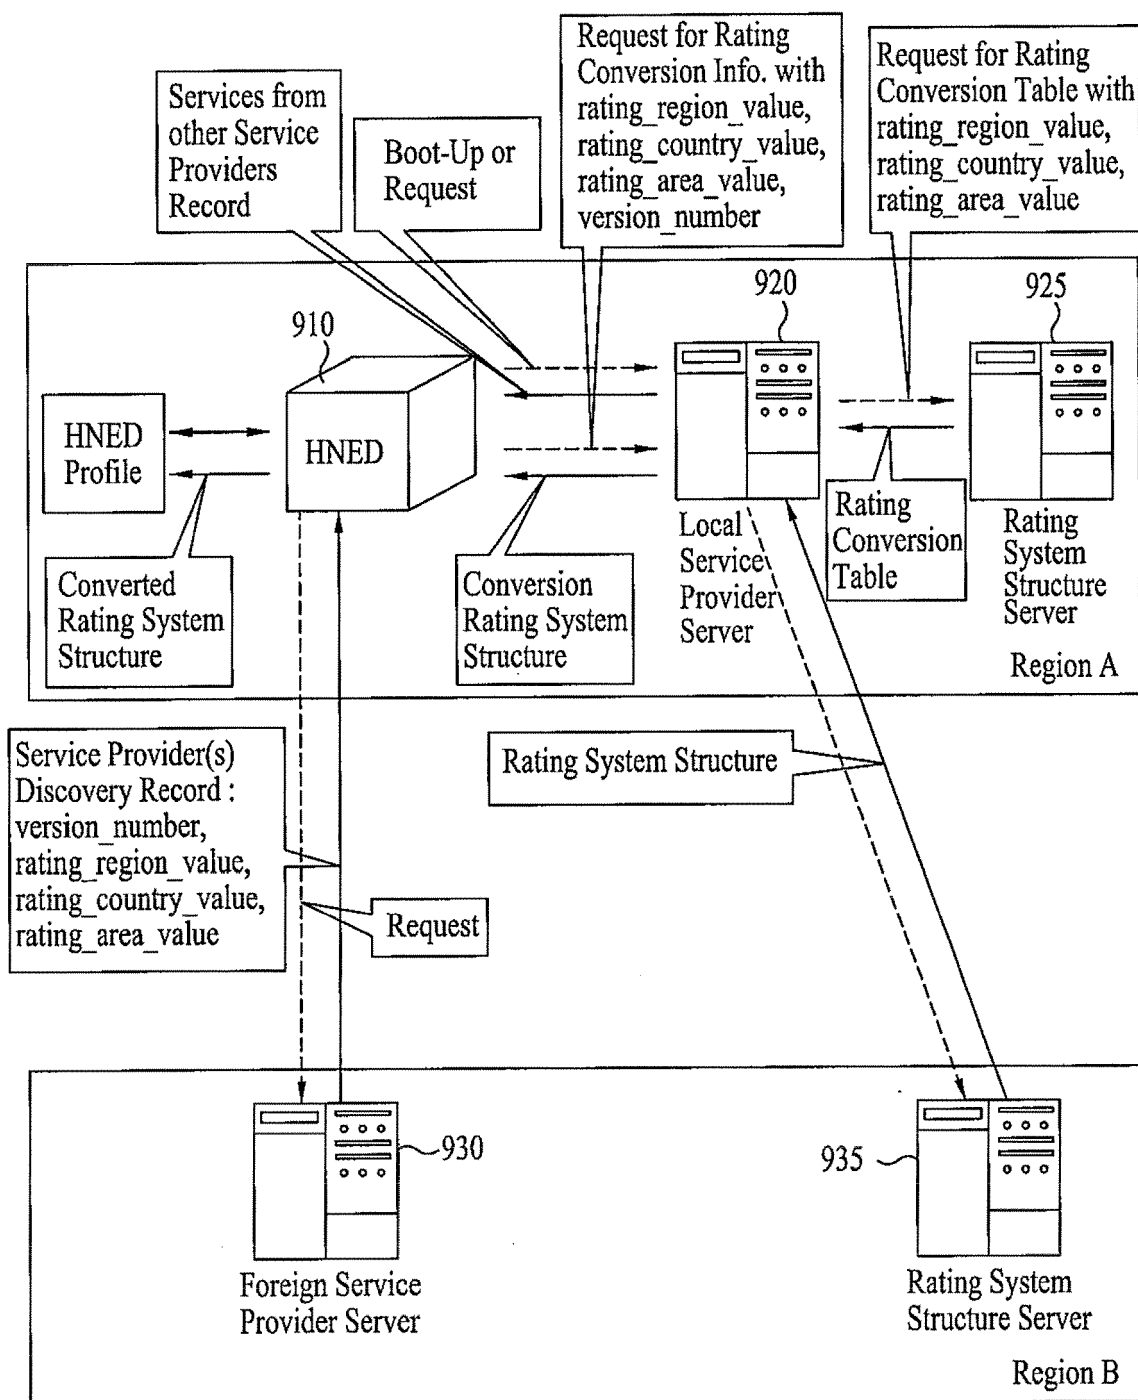 Services from
other Service
Providers
Record
Boot-Up or
Request
Request for Rating
Conversion Info. with
rating_region_value,
rating_country_value,
rating_area_value,
version_number
Request for Rating
Conversion Table with
rating_region_value,
rating_country_value,
rating_area_value
910
920
925
HNED
Profile
HNED
Local
Service
Provider
Server
Rating
Conversion
Table
Rating
System
Structure
Server
Converted
Rating System
Structure
Conversion
Rating System
Structure
Region A
Service Provider(s)
Discovery Record :
version_number,
rating_region_value,
rating_country_value,
rating_area_value
Rating System Structure
Request
930
935
Foreign Service
Provider Server
Rating System
Structure Server
Region B